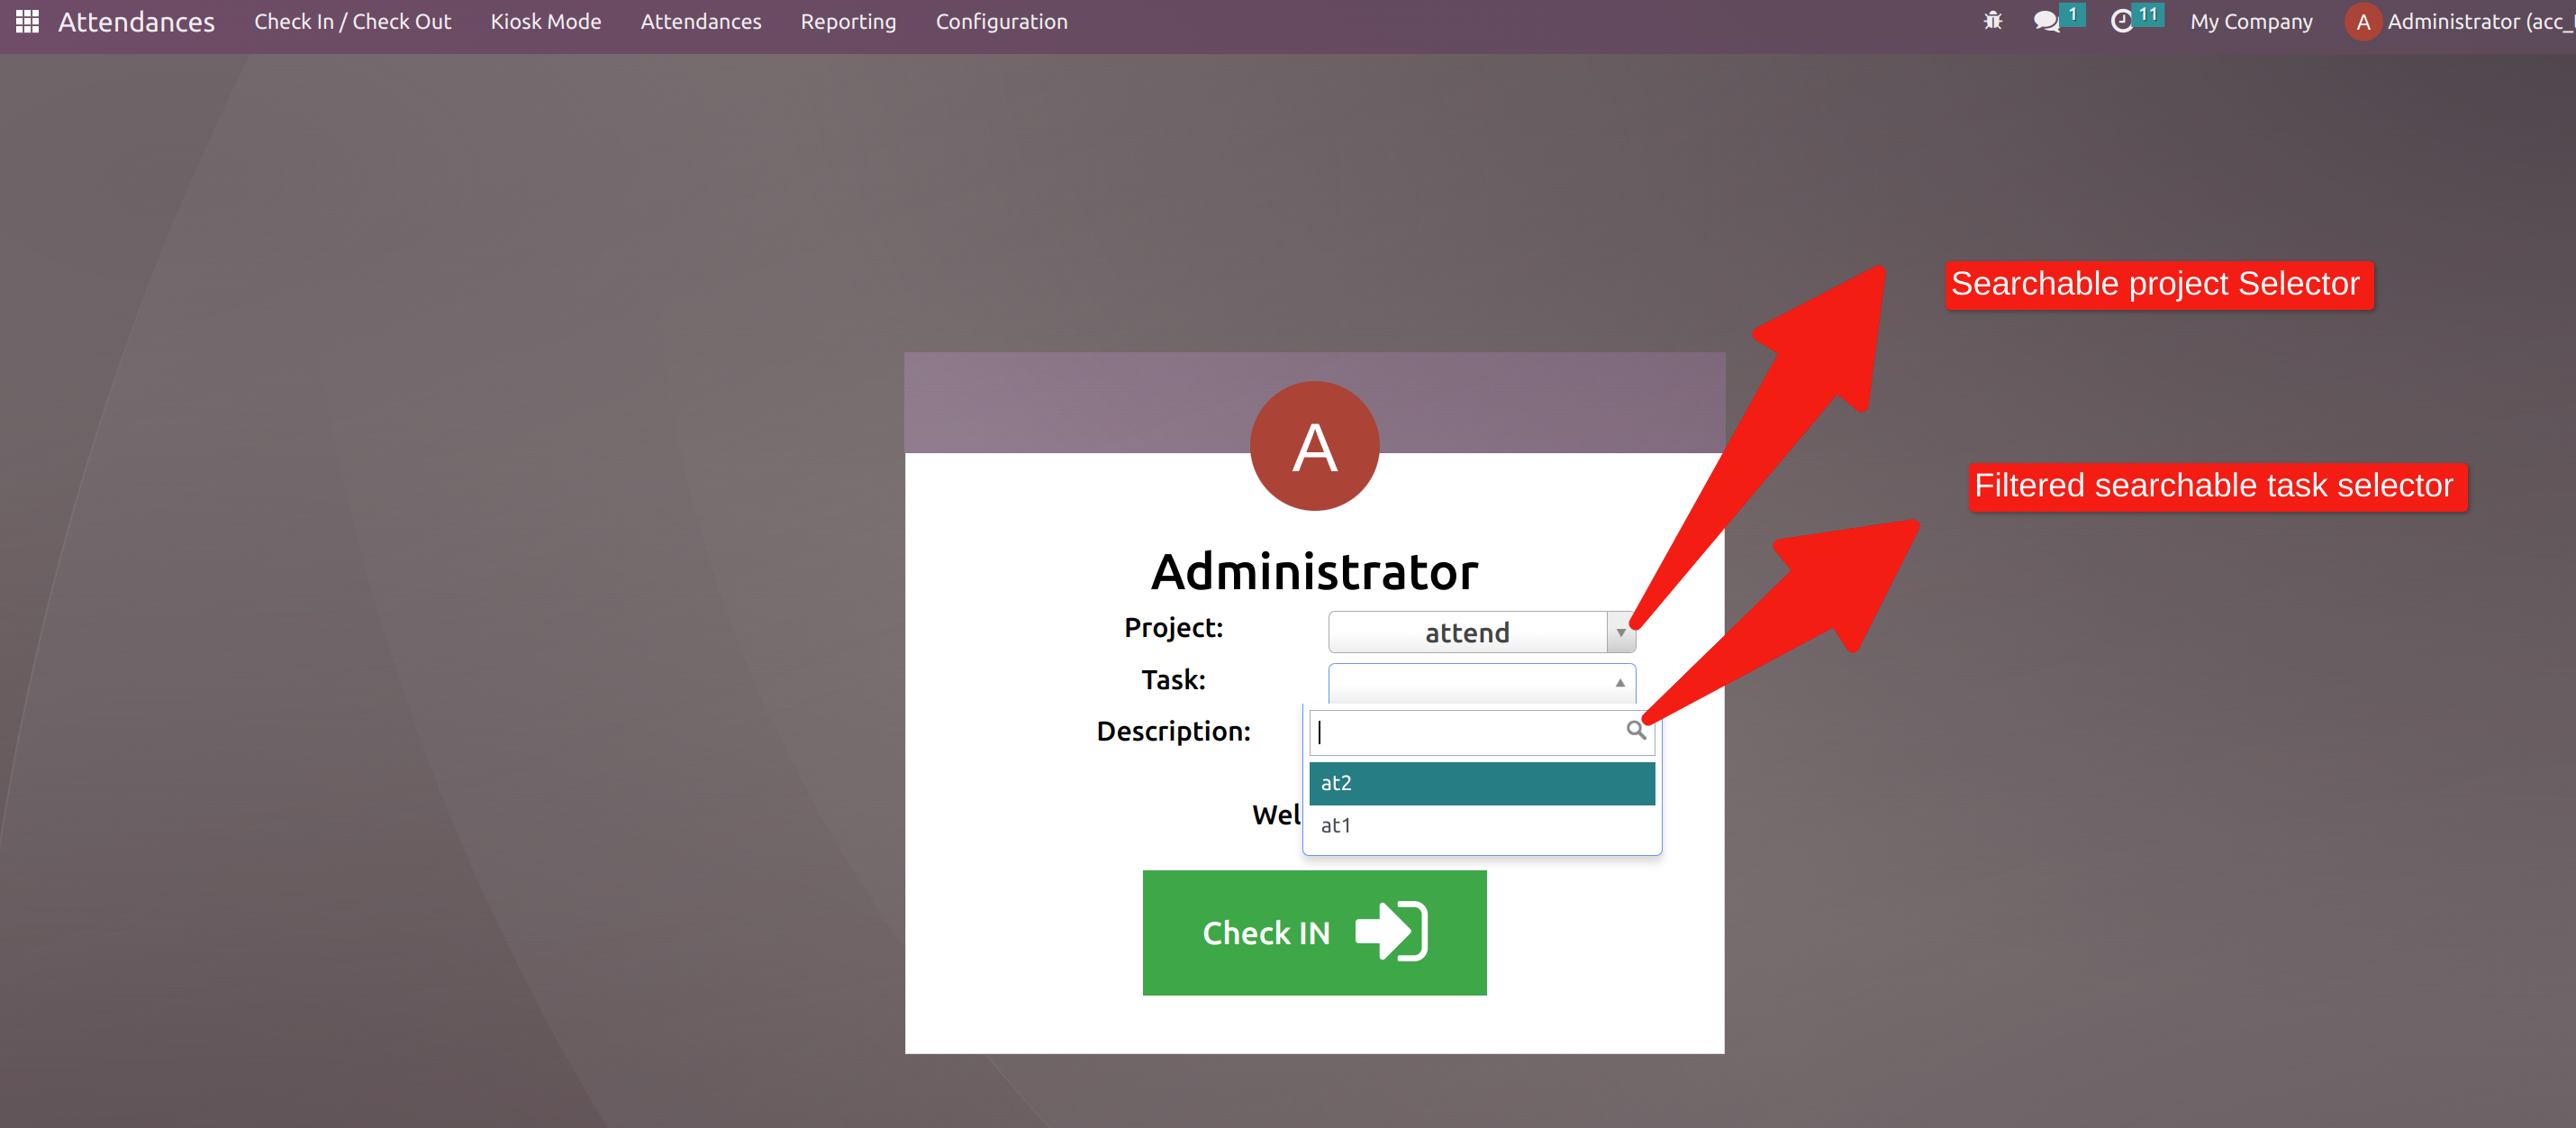 Attendances Check In / Check Out Kiosk Mode Attendances Reporting Configuration 1 11 My Company A Administrator (acc_
Searchable project Selector
A
Filtered searchable task selector
Administrator
Project: attend
Task:
Description:
at2
Wel
at1
Check IN